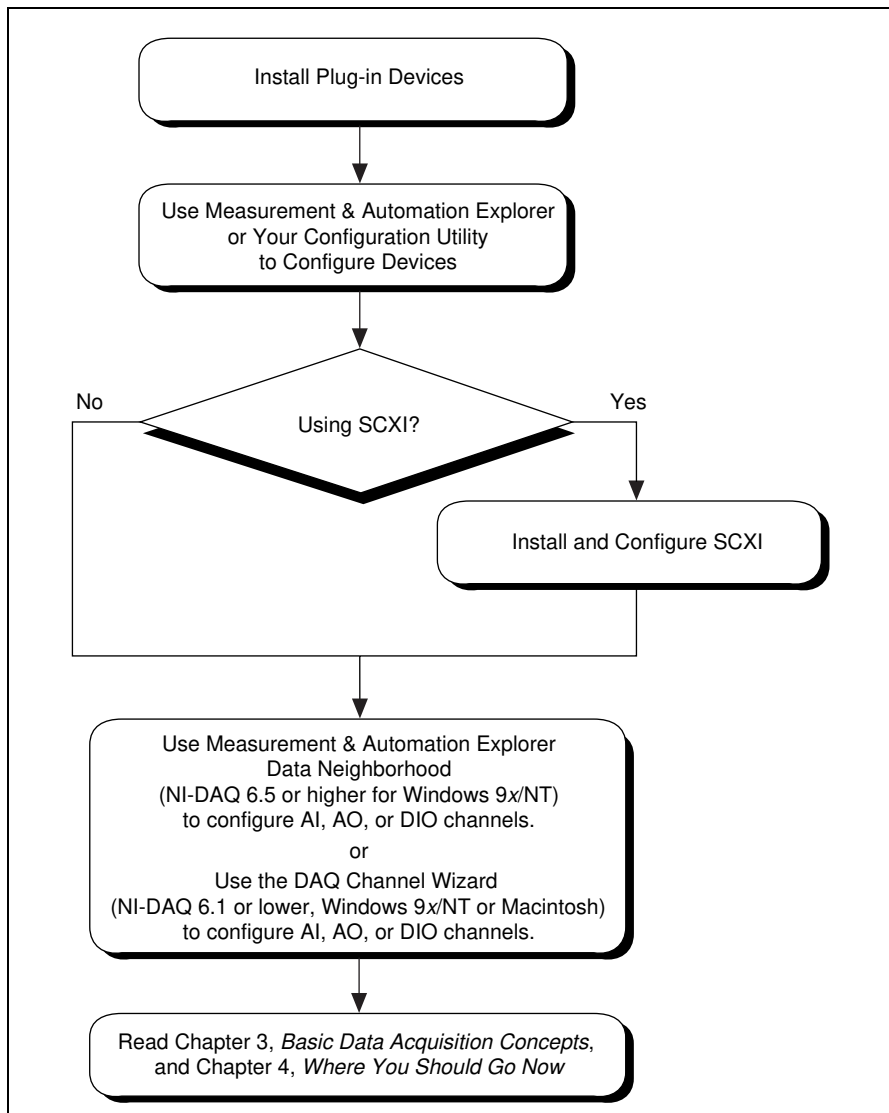 Install Plug-in Devices
Use Measurement & Automation Explorer
or Your Configuration Utility
to Configure Devices
No
Using SCXI?
Yes
Install and Configure SCXI
Use Measurement & Automation Explorer
Data Neighborhood
(NI-DAQ 6.5 or higher for Windows 9x/NT)
to configure AI, AO, or DIO channels.
or
Use the DAQ Channel Wizard
(NI-DAQ 6.1 or lower, Windows 9x/NT or Macintosh)
to configure AI, AO, or DIO channels.
Read Chapter 3, Basic Data Acquisition Concepts,
and Chapter 4, Where You Should Go Now